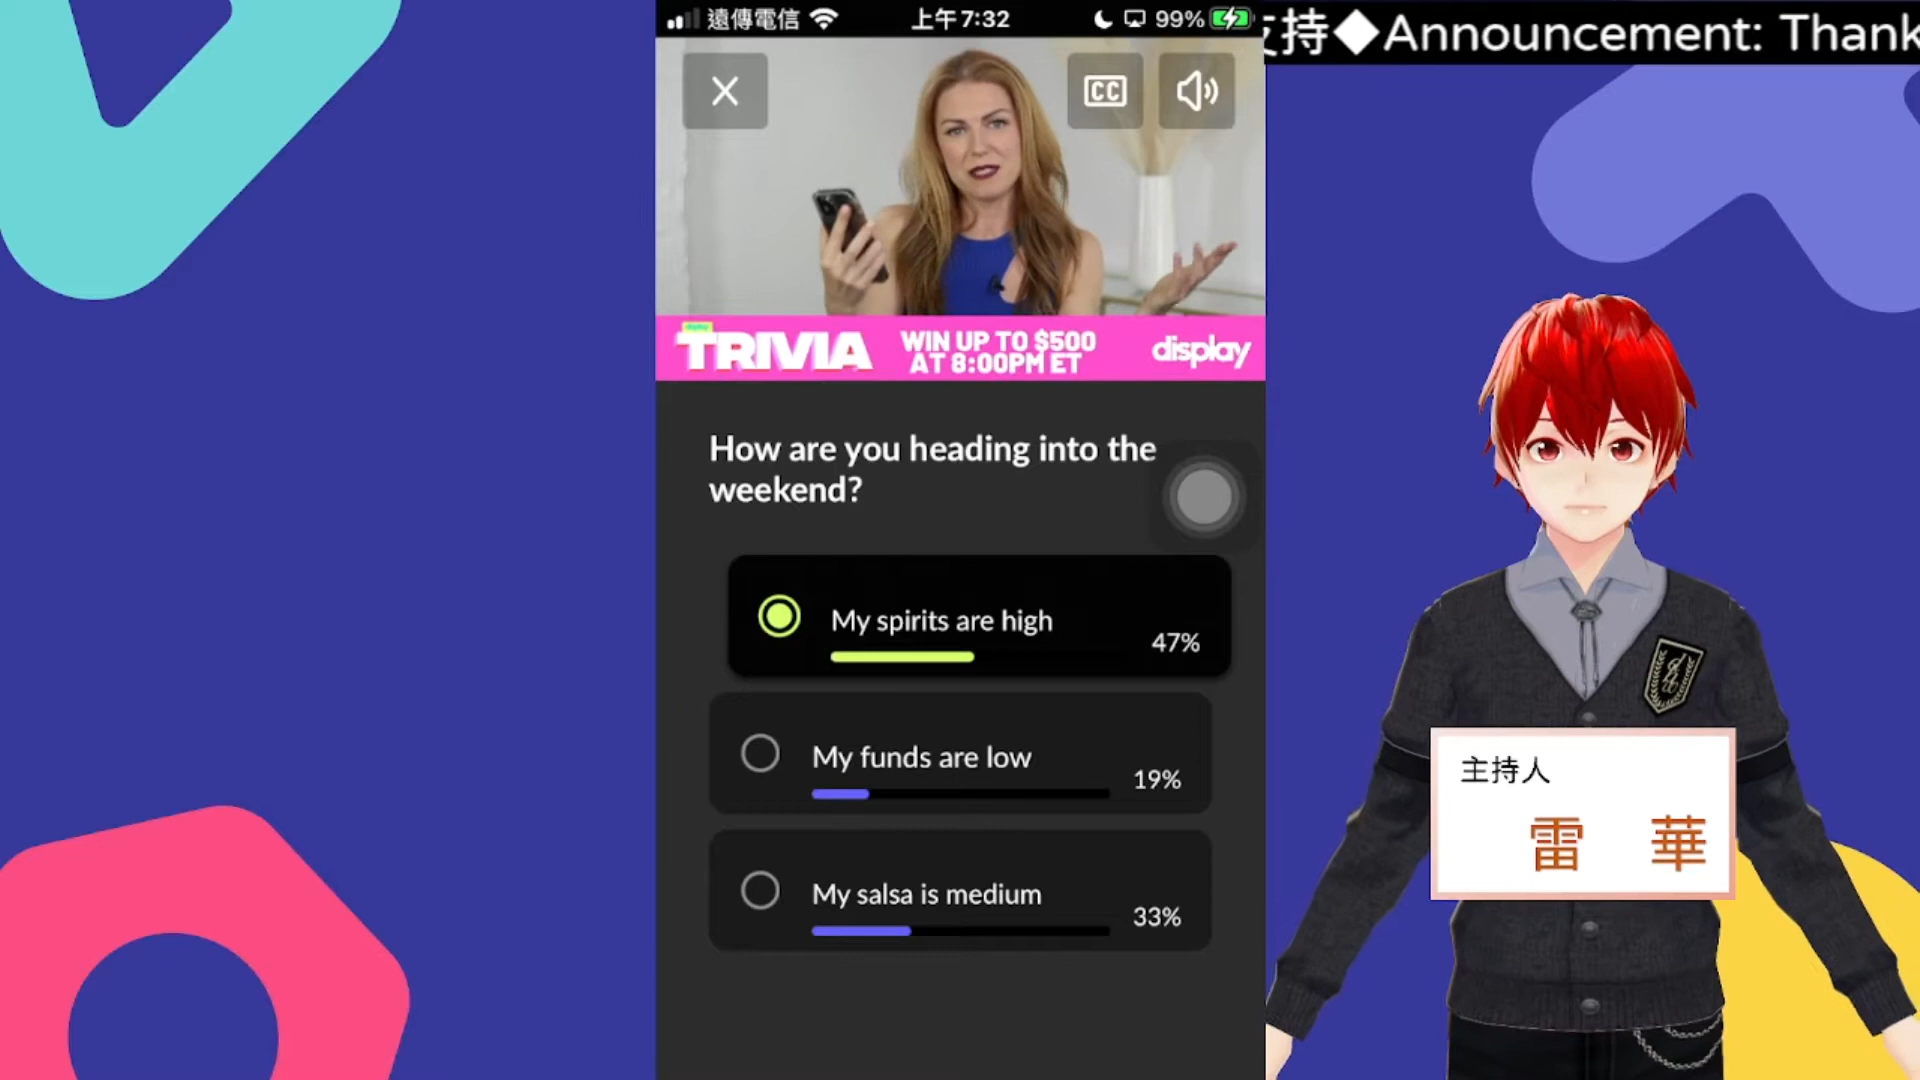 遠傳電信
上午7:32
99%
支持◆Announcement: Thank
CC
TRIVIA
WIN UP TO $500
AT 8:00PM ET
display
How are you heading into the
weekend?
My spirits are high
47%
My funds are low
19%
My salsa is medium
33%
主持人
雷 華